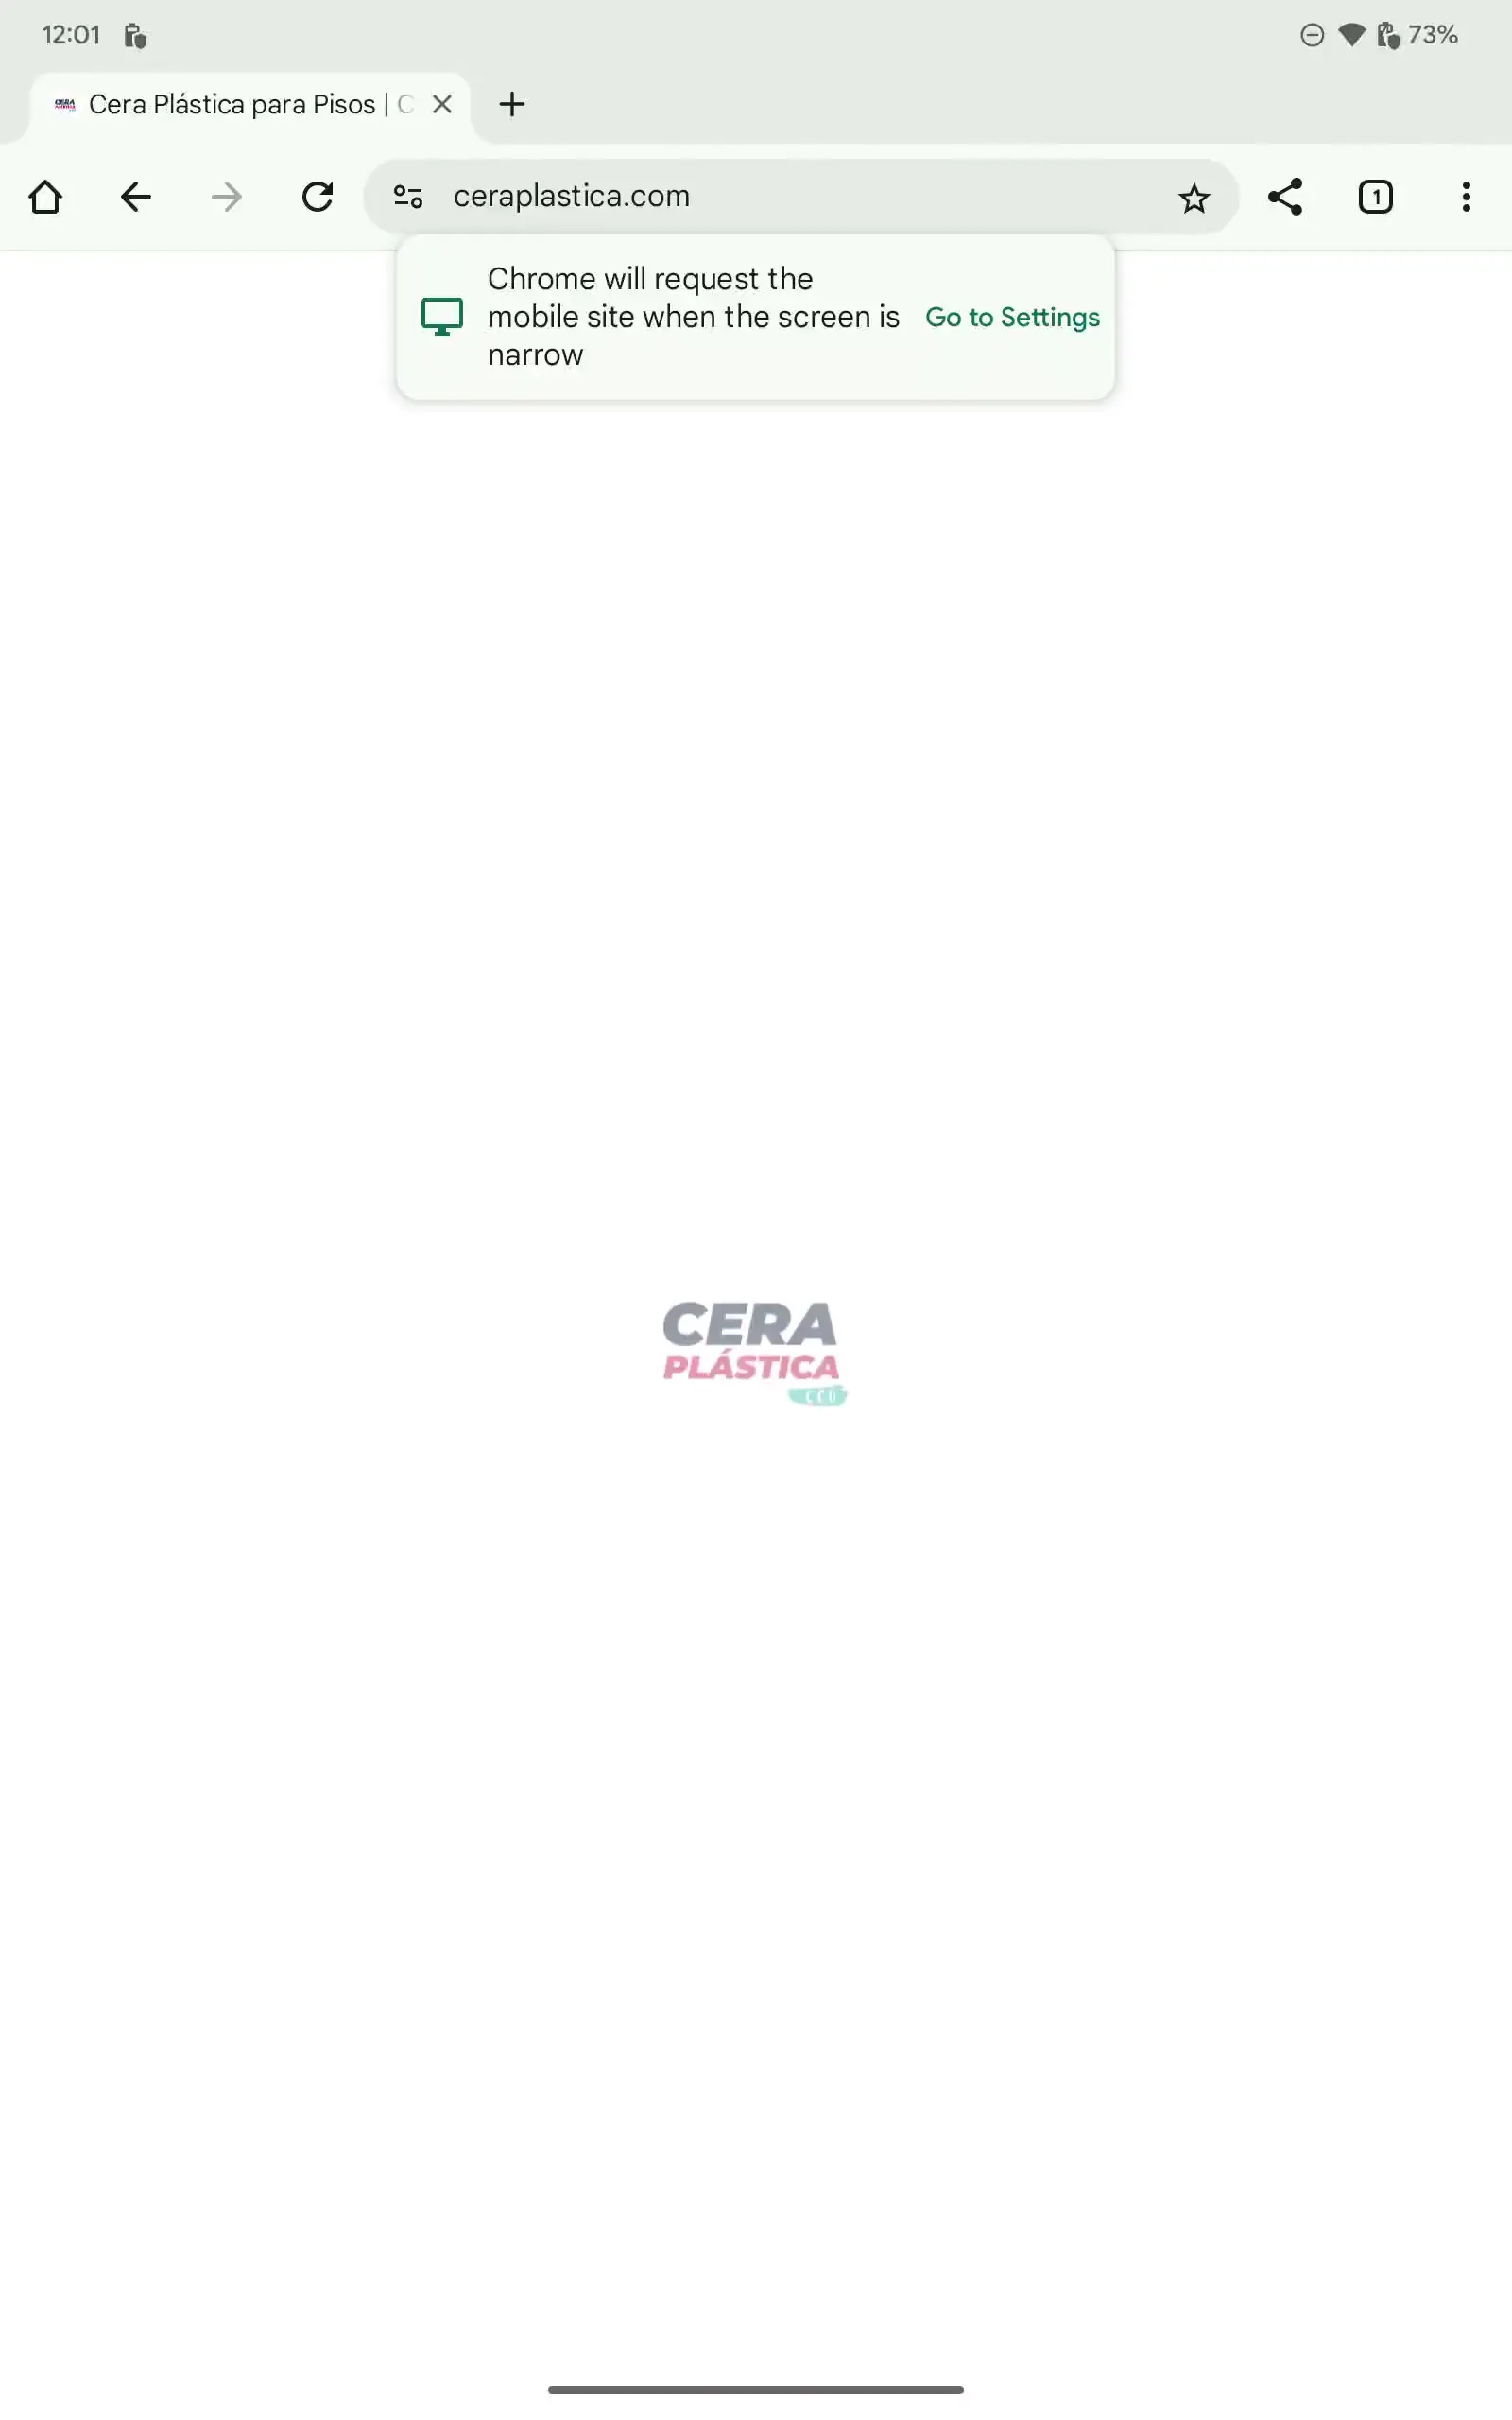 12:01
73%
Cera Plástica para Pisos | C
ceraplastica.com
1
Chrome will request the
mobile site when the screen is
narrow
Go to Settings
CERA
PLÁSTICA